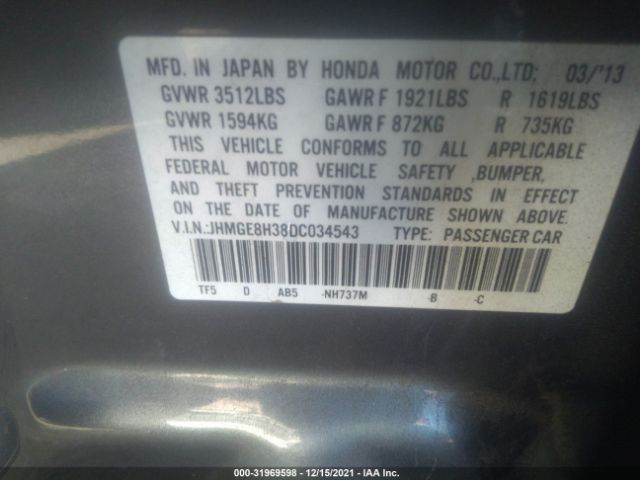 MFD. IN JAPAN BY HONDA MOTOR CO.,LTD; 03/'13
GVWR 3512LBS GAWR F 1921LBS R 1619LBS
GVWR 1594KG GAWR F 872KG R 735KG
THIS VEHICLE CONFORMS TO ALL APPLICABLE
FEDERAL MOTOR VEHICLE SAFETY ,BUMPER,
AND THEFT PREVENTION STANDARDS IN EFFECT
ON THE DATE OF MANUFACTURE SHOWN ABOVE.
V.I.N.:JHMGE8H38DC034543 TYPE: PASSENGER CAR
TF5 D AB5 -NH737M -B -C
000-31969598 - 12/15/2021 - IAA Inc.